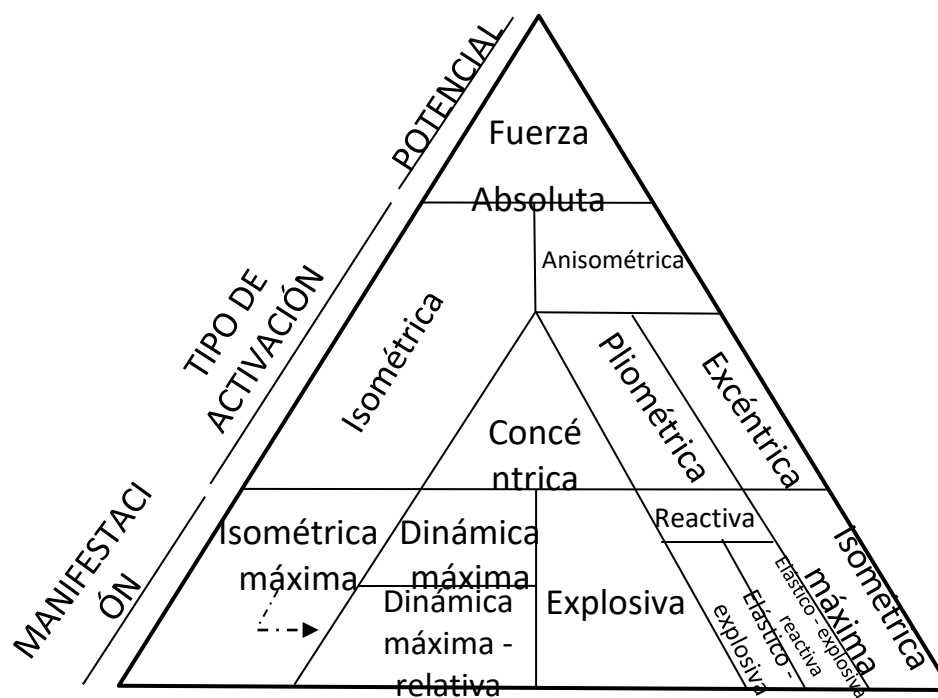 POTENCIAL
Fuerza
Absoluta
TIPO DE
ACTIVACIÓN
Isométrica
Anisométrica
Concé
ntrica
Pliométrica
Excéntrica
MANIFESTACI
ÓN
Isométrica
máxima
Dinámica
máxima
Dinámica
máxima -
relativa
Explosiva
Reactiva
Elástico -
explosiva
Elástico - explosiva
reactiva
Isométrica
máxima